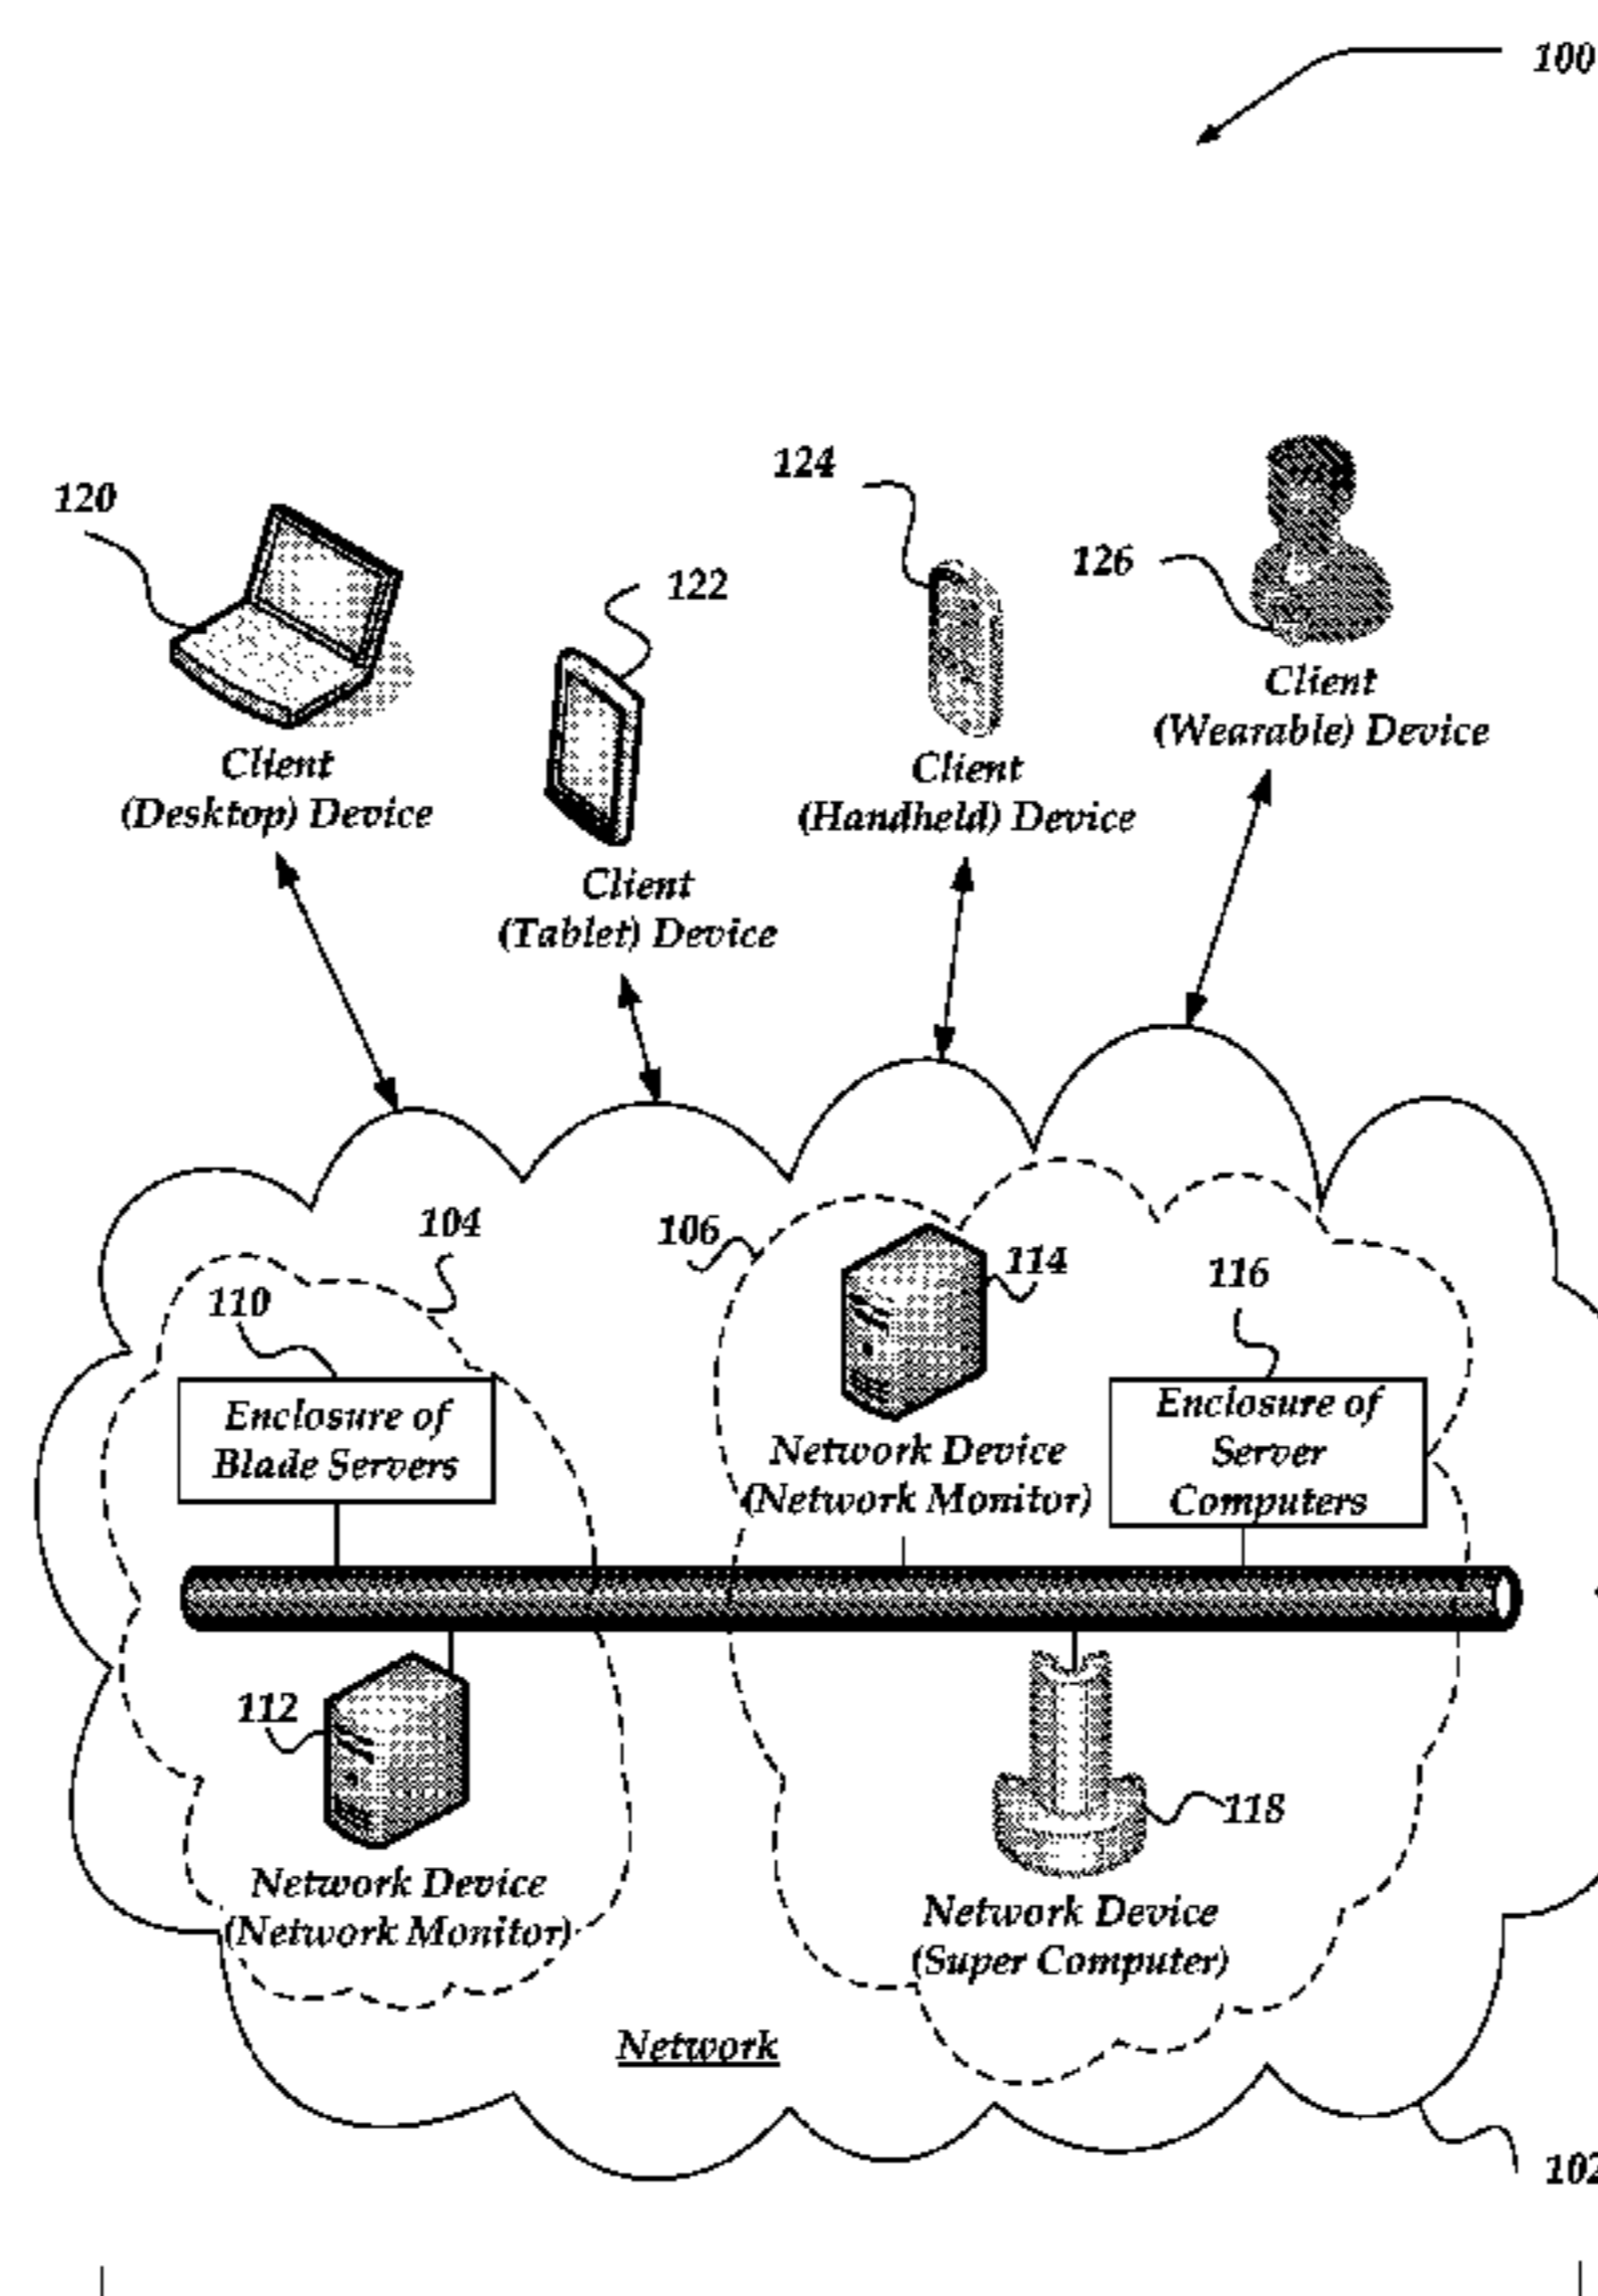 100
120
124
126
122
Client
(Wearable) Device
Client
(Desktop) Device
Client
(Handheld) Device
Client
(Tablet) Device
104
106
114
116
110
Enclosure of
Blade Servers
Enclosure of
Server
Computers
Network Device
(Network Monitor)
112
118
Network Device
(Network Monitor)
Network Device
(Super Computer)
Network
102